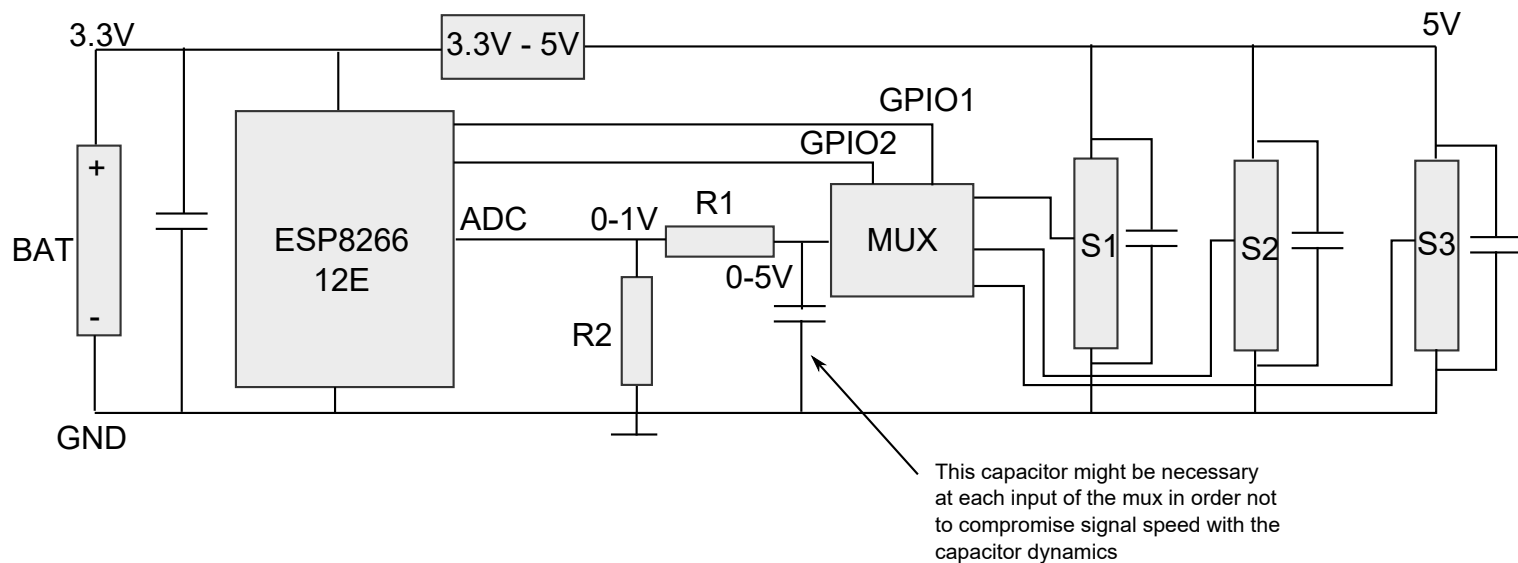 3.3V
3.3V - 5V
5V
GPIO1
GPIO2
+
BAT
-
ESP8266
12E
ADC
0-1V
R1
0-5V
R2
MUX
S1
S2
S3
GND
This capacitor might be necessary
at each input of the mux in order not
to compromise signal speed with the
capacitor dynamics